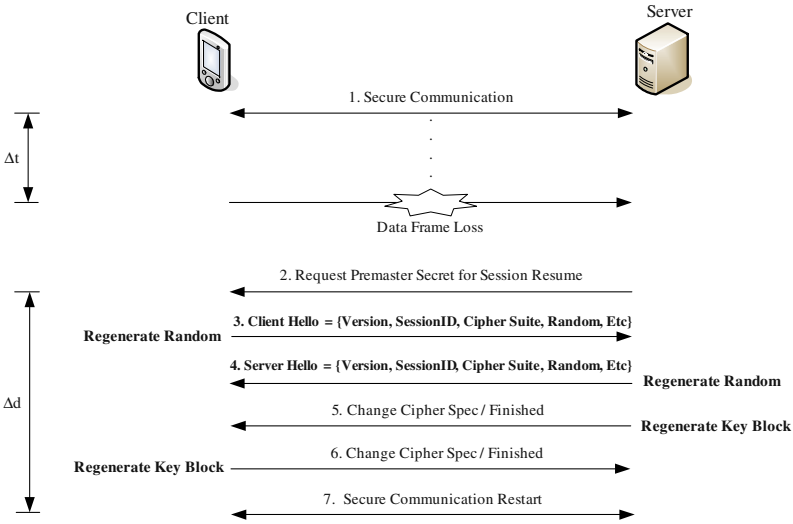 Client
Server
1. Secure Communication
Δt
Data Frame Loss
2. Request Premaster Secret for Session Resume
3. Client Hello = {Version, SessionID, Cipher Suite, Random, Etc}
Regenerate Random
4. Server Hello = {Version, SessionID, Cipher Suite, Random, Etc}
Regenerate Random
Δd
5. Change Cipher Spec / Finished
Regenerate Key Block
6. Change Cipher Spec / Finished
Regenerate Key Block
7. Secure Communication Restart